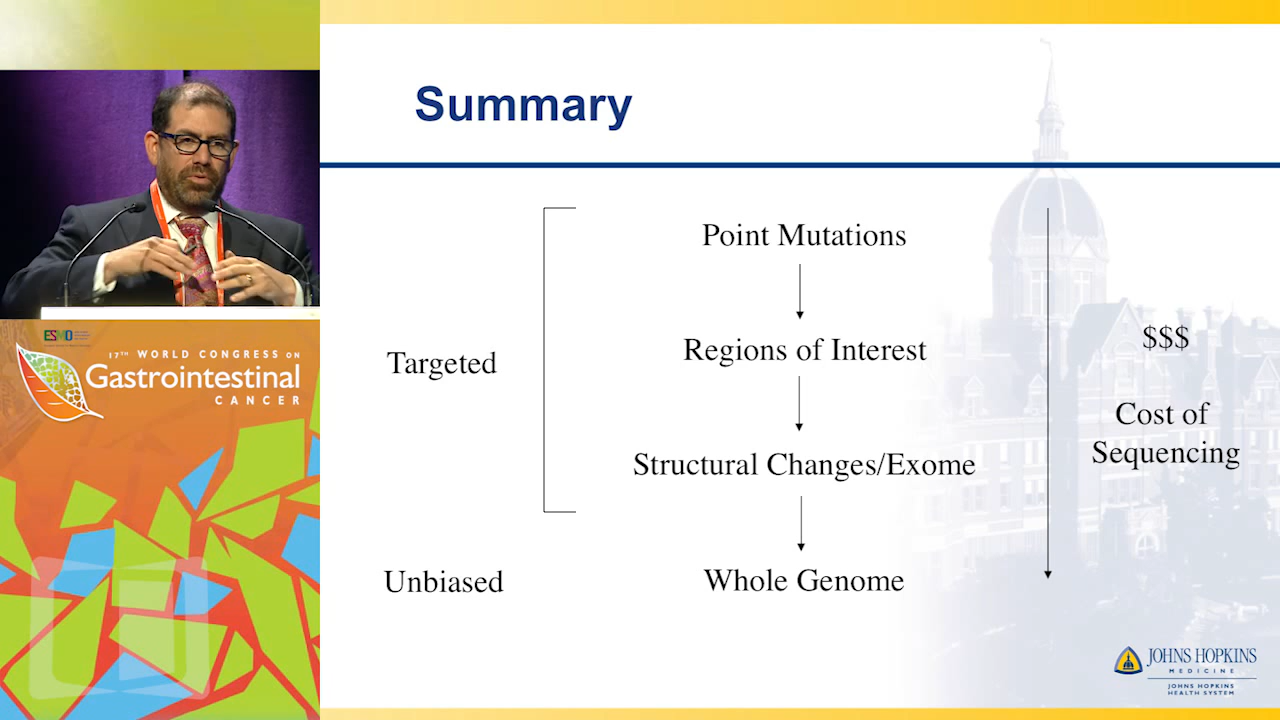 Summary
Targeted
Point Mutations
Regions of Interest
Structural Changes/Exome
Unbiased
Whole Genome
$$$
Cost of
Sequencing
JOHNS HOPKINS
MEDICINE
JOHNS HOPKINS
HEALTH SYSTEM
ESMO
17TH WORLD CONGRESS ON
Gastrointestinal
CANCER